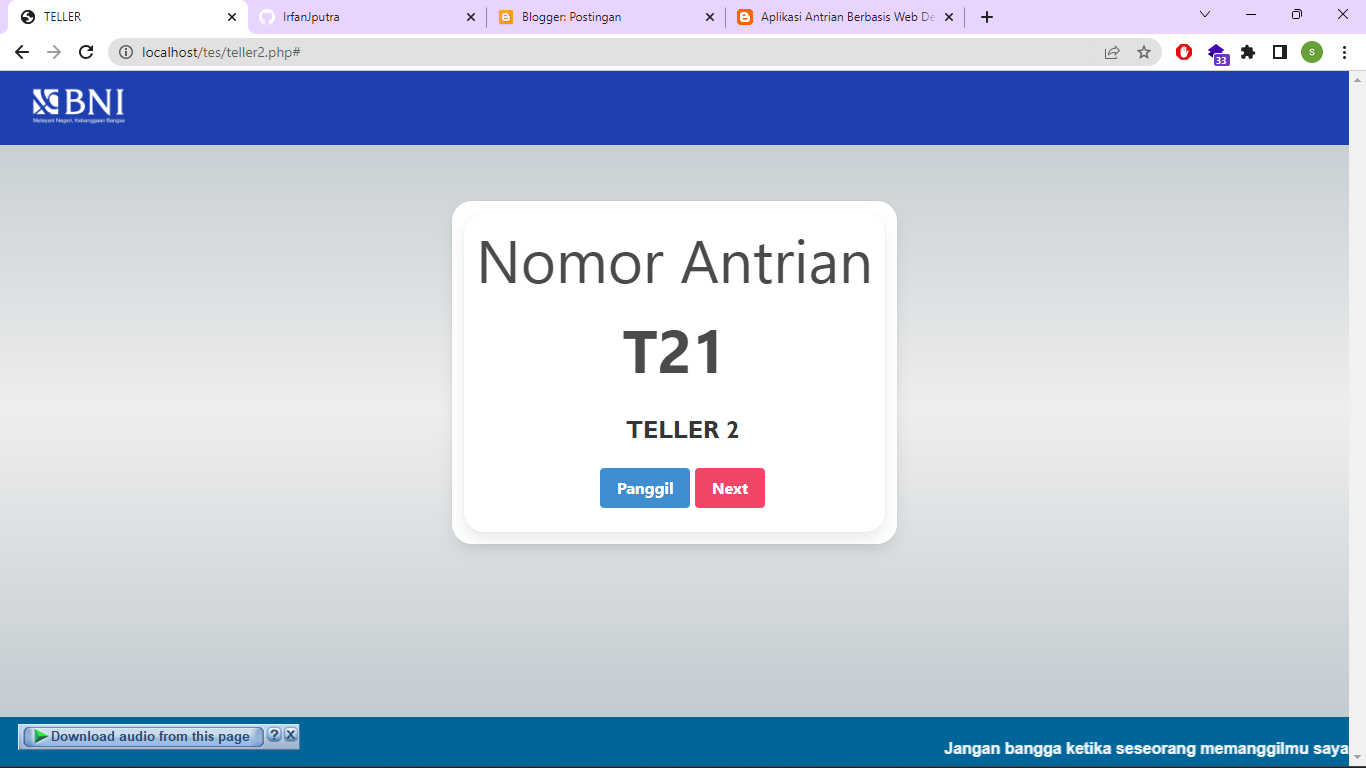 TELLER
IrfanJputra
Blogger: Postingan
Aplikasi Antrian Berbasis Web De
localhost/tes/teller2.php#
33
S
BNI
Melayani Negeri, Kebanggaan Bangsa
Nomor Antrian
T21
TELLER 2
Panggil Next
Download audio from this page ? X
Jangan bangga ketika seseorang memanggilmu saya